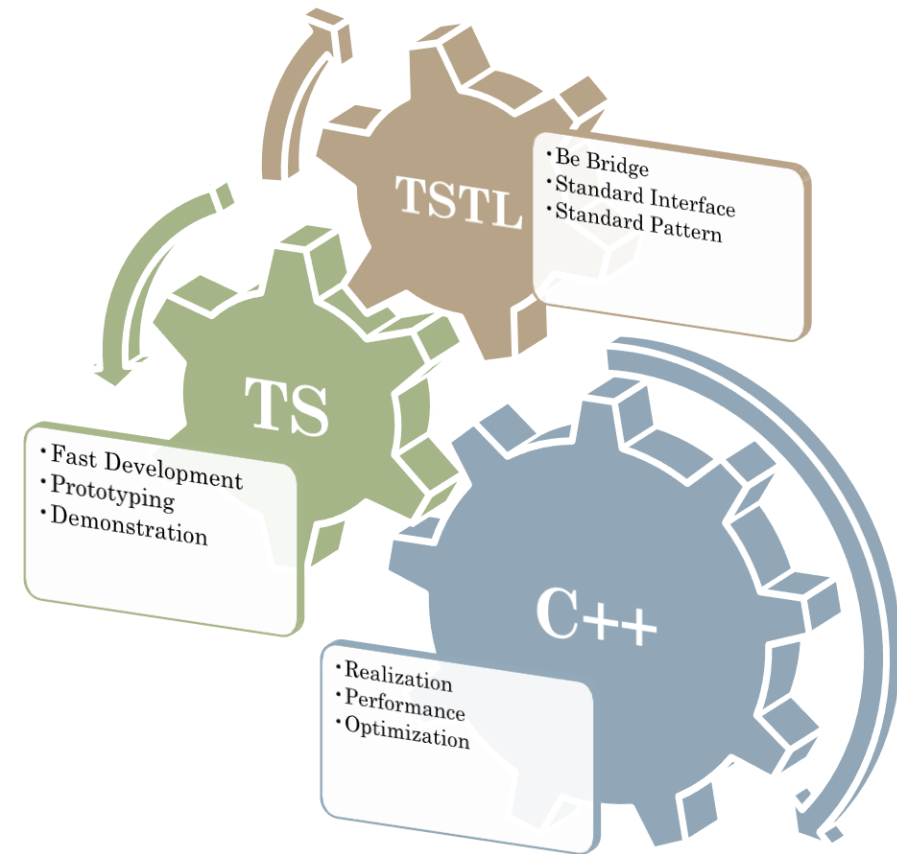 TSTL
• Be Bridge
• Standard Interface
• Standard Pattern
TS
• Fast Development
• Prototyping
• Demonstration
C++
• Realization
• Performance
• Optimization